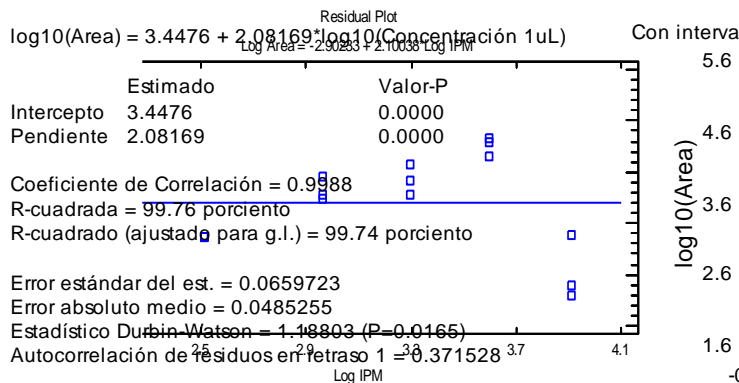 Residual Plot
log10(Area) = 3.4476 + 2.08169*log10(Concentración 1uL)
Log Area = -2.90283 + 2.10038*Log IPM
Con interva
Estimado Valor-P
Intercepto 3.4476 0.0000
Pendiente 2.08169 0.0000
Coeficiente de Correlación = 0.9988
R-cuadrada = 99.76 porciento
R-cuadrado (ajustado para g.l.) = 99.74 porciento
Error estándar del est. = 0.0659723
Error absoluto medio = 0.0485255
Estadístico Durbin-Watson = 1.18803 (P=0.0165)
Autocorrelación de residuos en retraso 1 = 0.371528
2.5 2.9 3.3 3.7 4.1
Log IPM
log10(Area)
5.6
4.6
3.6
2.6
1.6
-0